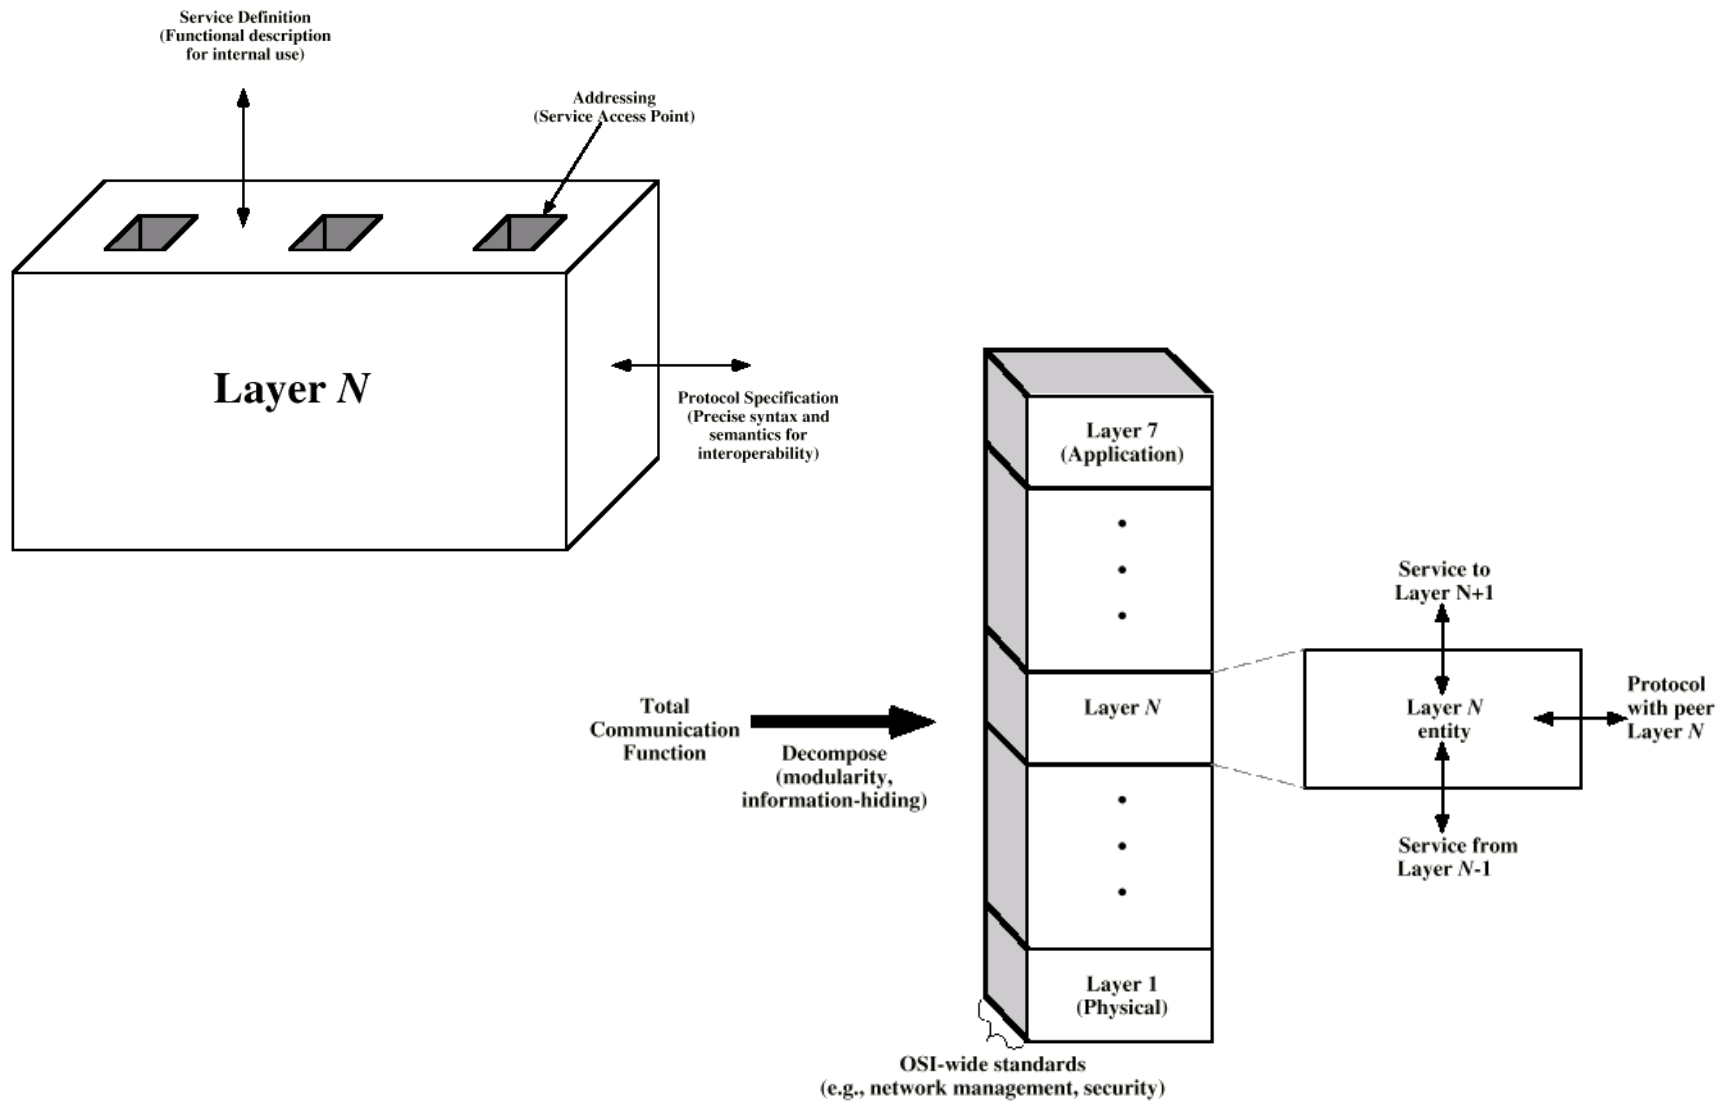 Service Definition
(Functional description
for internal use)
Addressing
(Service Access Point)
Layer N
Protocol Specification
(Precise syntax and
semantics for
interoperability)
Layer 7
(Application)
Layer N
Layer 1
(Physical)
Total
Communication
Function
Decompose
(modularity,
information-hiding)
Service to
Layer N+1
Layer N
entity
Protocol
with peer
Layer N
Service from
Layer N-1
OSI-wide standards
(e.g., network management, security)